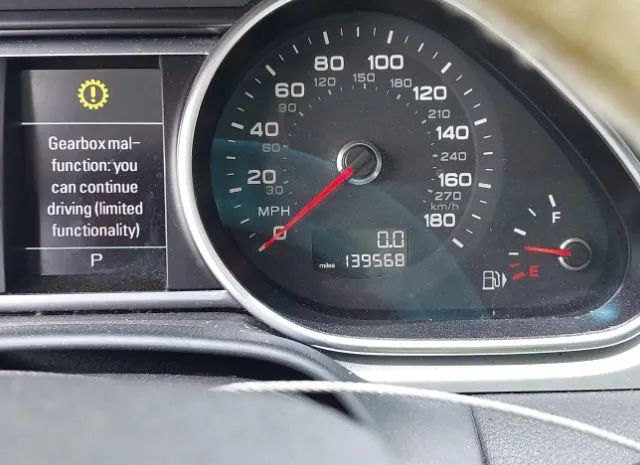 Gearbox mal-
function: you
can continue
driving (limited
functionality)
P
0
20
40
60
80
100
120
140
160
180
30
60
90
120
150
180
210
240
270
km/h
MPH
0.0
miles 139568
F
E